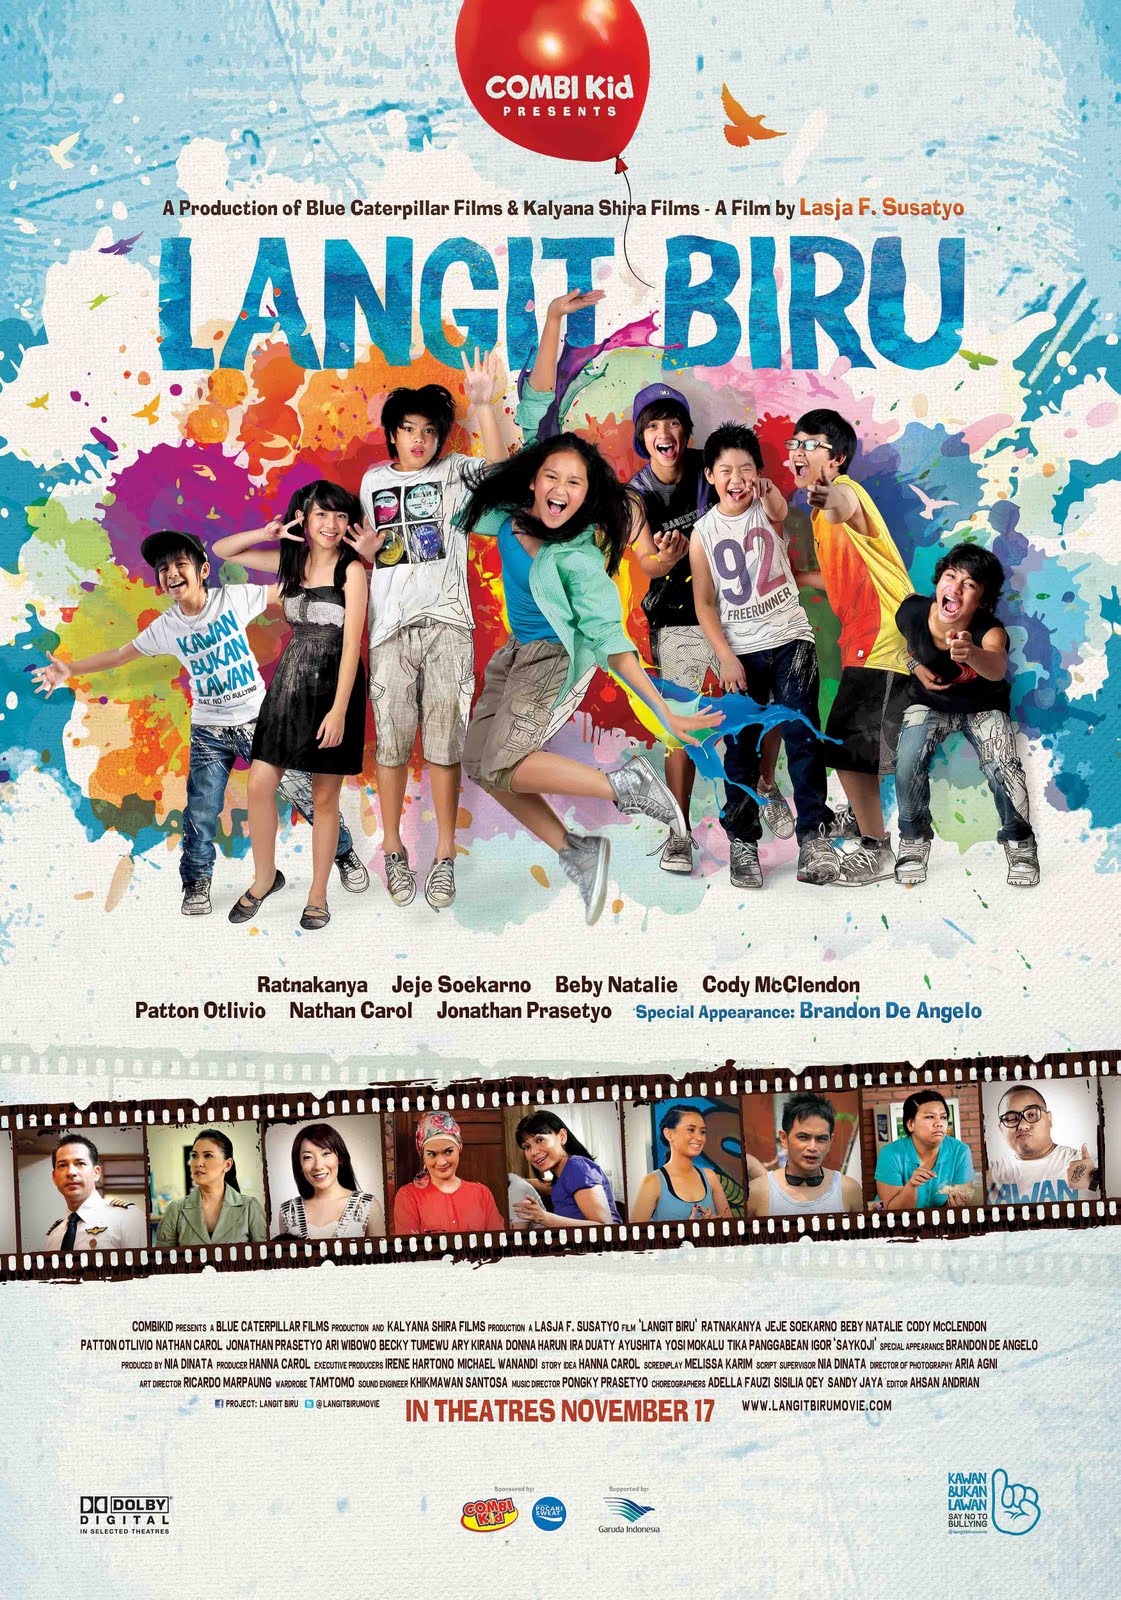 COMBI Kid
PRESENTS
A Production of Blue Caterpillar Films & Kalyana Shira Films - A Film by Lasja F. Susatyo
LANGIT BIRU
KAWAN
BUKAN
LAWAN
SAY NO TO BULLYING
BASKETBALL
92
FREERUNNER
Ratnakanya Jeje Soekarno Beby Natalie Cody McClendon
Patton Otlivio Nathan Carol Jonathan Prasetyo Special Appearance: Brandon De Angelo
COMBIKID PRESENTS A BLUE CATERPILLAR FILMS PRODUCTION AND KALYANA SHIRA FILMS PRODUCTION A LASJA F. SUSATYO FILM 'LANGIT BIRU' RATNAKANYA JEJE SOEKARNO BEBY NATALIE CODY McCLENDON
PATTON OTLIVIO NATHAN CAROL JONATHAN PRASETYO ARI WIBOWO BECKY TUMEWU ARY KIRANA DONNA HARUN IRA DUATY AYUSHITA YOSI MOKALU TIKA PANGGABEAN IGOR 'SAYKOJI' SPECIAL APPEARANCE BRANDON DE ANGELO
PRODUCED BY NIA DINATA PRODUCER HANNA CAROL EXECUTIVE PRODUCERS IRENE HARTONO MICHAEL WANANDI STORY IDEA HANNA CAROL SCREENPLAY MELISSA KARIM SCRIPT SUPERVISOR NIA DINATA DIRECTOR OF PHOTOGRAPHY ARIA AGNI
ART DIRECTOR RICARDO MARPAUNG WARDROBE TAMTOMO SOUND ENGINEER KHIKMAWAN SANTOSA MUSIC DIRECTOR PONGKY PRASETYO CHOREOGRAPHERS ADELLA FAUZI SISILIA OEY SANDY JAYA EDITOR AHSAN ANDRIAN
PROJECT: LANGIT BIRU @LANGITBIRUMOVIE IN THEATRES NOVEMBER 17 WWW.LANGITBIRUMOVIE.COM
DOLBY
DIGITAL
IN SELECTED THEATRES
Sponsored by:
COMBI Kid
POCARI SWEAT
Supported by:
Garuda Indonesia
KAWAN
BUKAN
LAWAN
SAY NO TO
BULLYING
@langitbirumovie